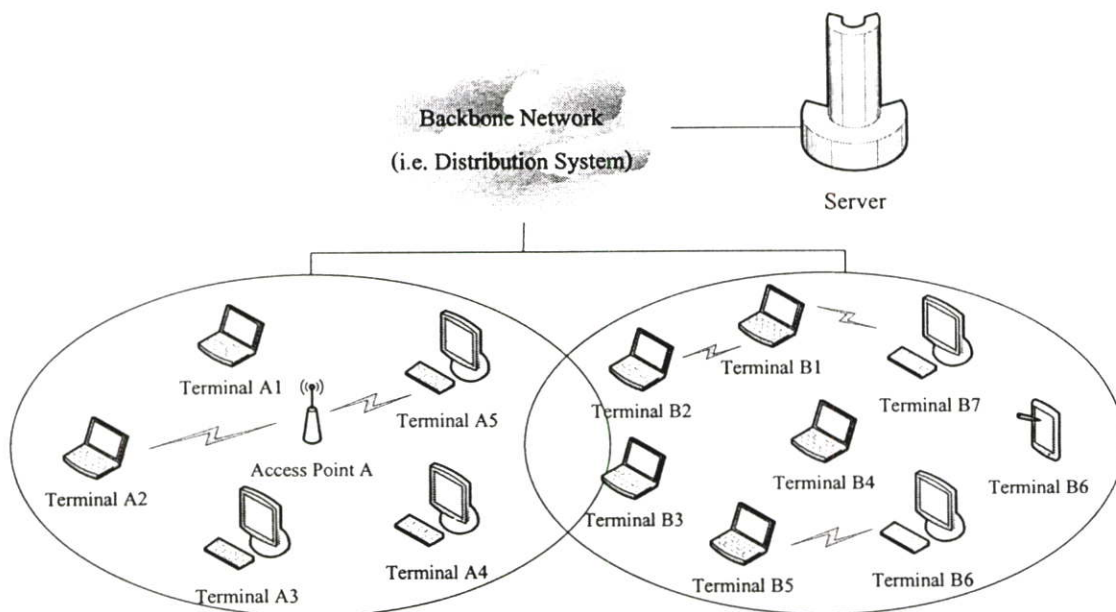 Backbone Network
(i.e. Distribution System)
Server
Terminal A1
Terminal A5
Access Point A
Terminal A2
Terminal A3
Terminal A4
Terminal B1
Terminal B2
Terminal B7
Terminal B4
Terminal B6
Terminal B3
Terminal B5
Terminal B6